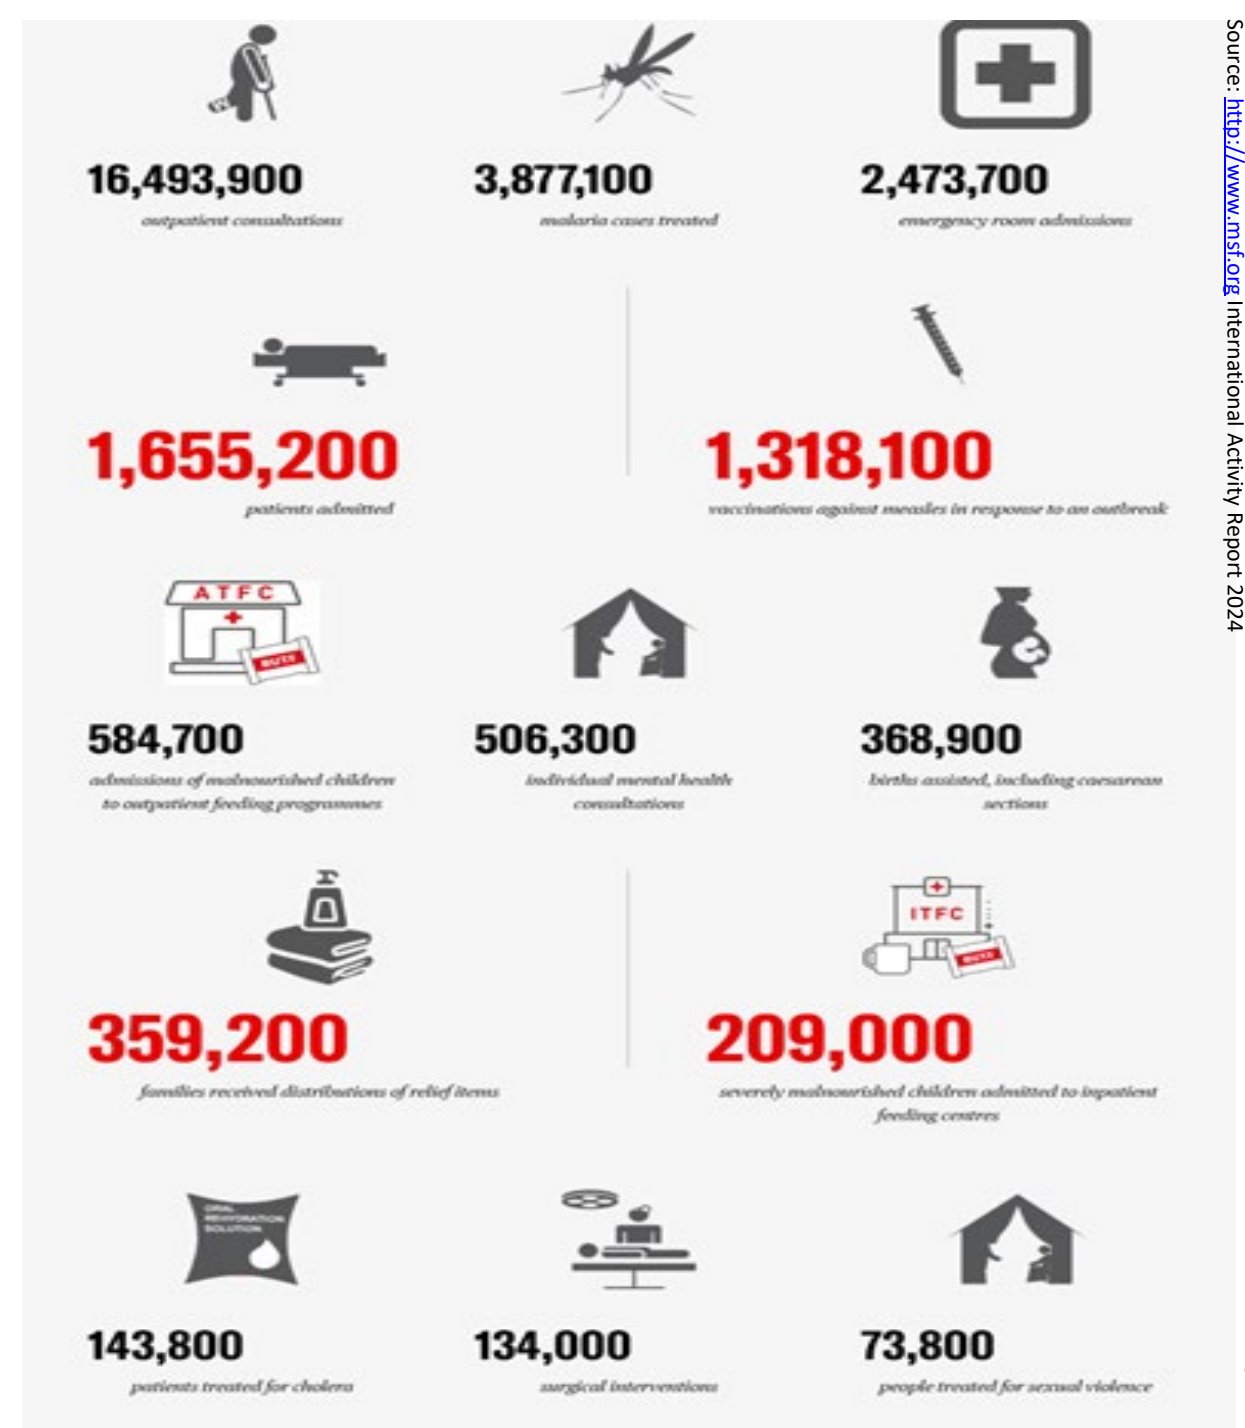 16,493,900
outpatient consultations
3,877,100
malaria cases treated
2,473,700
emergency room admissions
1,655,200
patients admitted
1,318,100
vaccinations against measles in response to an outbreak
ATFC
RUTF
584,700
admissions of malnourished children
to outpatient feeding programmes
506,300
individual mental health
consultations
368,900
births assisted, including caesarean
sections
359,200
families received distributions of relief items
ITFC
RUTF
209,000
severely malnourished children admitted to inpatient
feeding centres
ORAL
REHYDRATION
SOLUTION
143,800
patients treated for cholera
134,000
surgical interventions
73,800
people treated for sexual violence
Source: http://www.msf.org International Activity Report 2024